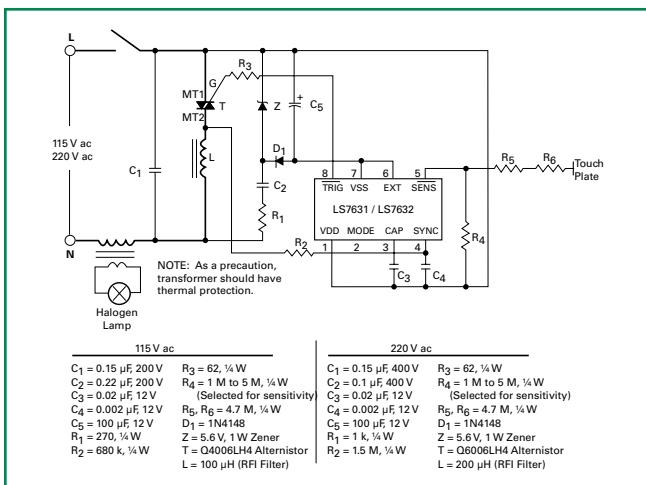 L
G
R3
MT1
T
MT2
Z
+
C5
115 V ac
220 V ac
C1
L
D1
C2
R1
8 7 6 5
TRIG VSS EXT SENS
LS7631 / LS7632
VDD MODE CAP SYNC
1 2 3 4
R5 R6
Touch
Plate
R4
R2
C3
C4
N
NOTE: As a precaution,
transformer should have
thermal protection.
Halogen
Lamp
115 V ac
C1 = 0.15 µF, 200 V
C2 = 0.22 µF, 200 V
C3 = 0.02 µF, 12 V
C4 = 0.002 µF, 12 V
C5 = 100 µF, 12 V
R1 = 270, ¼ W
R2 = 680 k, ¼ W
R3 = 62, ¼ W
R4 = 1 M to 5 M, ¼ W
(Selected for sensitivity)
R5, R6 = 4.7 M, ¼ W
D1 = 1N4148
Z = 5.6 V, 1 W Zener
T = Q4006LH4 Alternistor
L = 100 µH (RFI Filter)
220 V ac
C1 = 0.15 µF, 400 V
C2 = 0.1 µF, 400 V
C3 = 0.02 µF, 12 V
C4 = 0.002 µF, 12 V
C5 = 100 µF, 12 V
R1 = 1 k, ¼ W
R2 = 1.5 M, ¼ W
R3 = 62, ¼ W
R4 = 1 M to 5 M, ¼ W
(Selected for sensitivity)
R5, R6 = 4.7 M, ¼ W
D1 = 1N4148
Z = 5.6 V, 1 W Zener
T = Q6006LH4 Alternistor
L = 200 µH (RFI Filter)